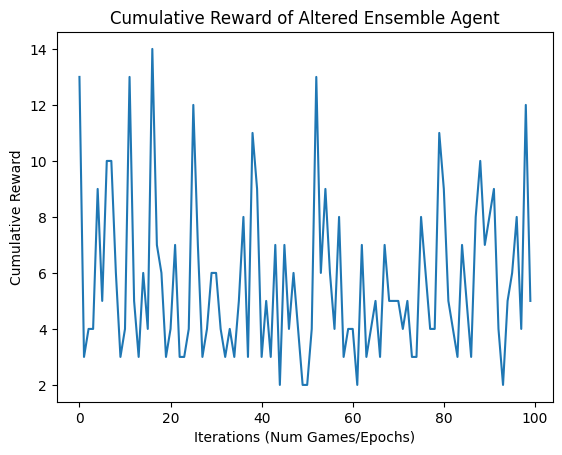 Cumulative Reward of Altered Ensemble Agent
Cumulative Reward
14
12
10
8
6
4
2
0 20 40 60 80 100
Iterations (Num Games/Epochs)